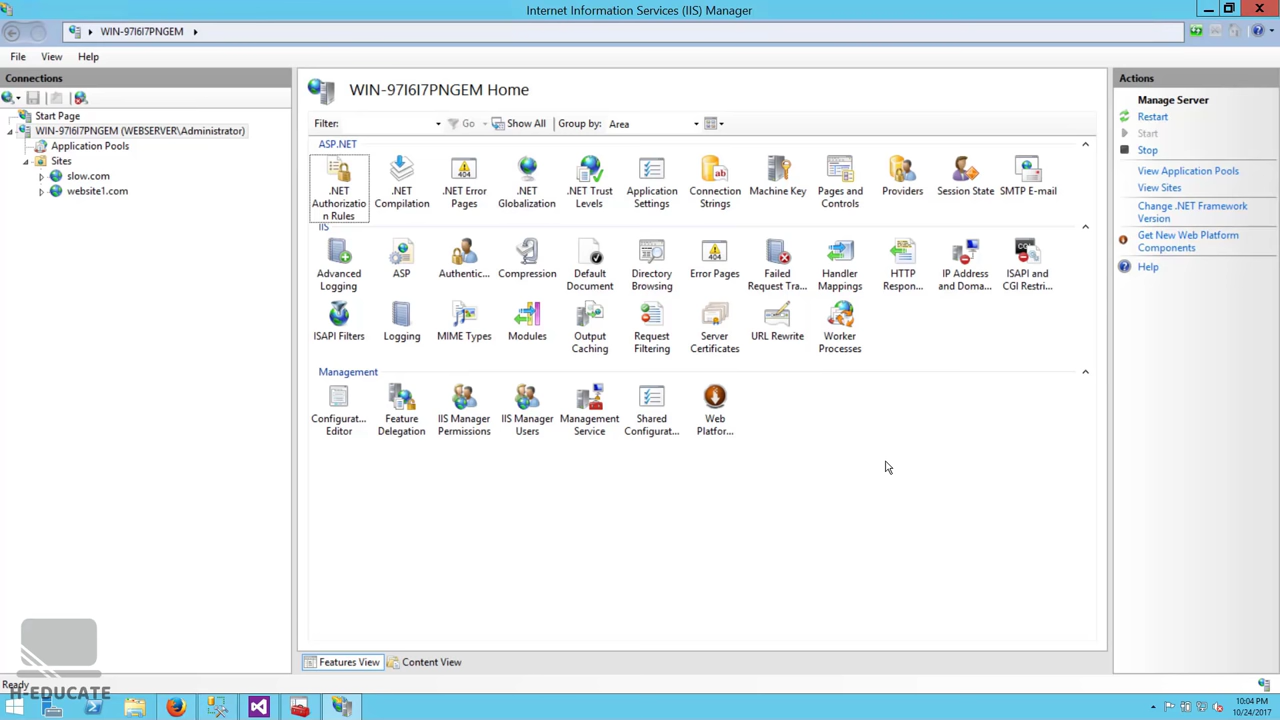 Internet Information Services (IIS) Manager
WIN-97I6I7PNGEM
File View Help
Connections
Start Page
WIN-97I6I7PNGEM (WEBSERVER\Administrator)
Application Pools
Sites
slow.com
website1.com
WIN-97I6I7PNGEM Home
Filter: Go Show All Group by: Area
ASP.NET
.NET Authorizatio n Rules
.NET Compilation
.NET Error Pages
.NET Globalization
.NET Trust Levels
Application Settings
Connection Strings
Machine Key
Pages and Controls
Providers
Session State
SMTP E-mail
IIS
Advanced Logging
ASP
Authentic...
Compression
Default Document
Directory Browsing
Error Pages
Failed Request Tra...
Handler Mappings
HTTP Respon...
IP Address and Doma...
ISAPI and CGI Restri...
ISAPI Filters
Logging
MIME Types
Modules
Output Caching
Request Filtering
Server Certificates
URL Rewrite
Worker Processes
Management
Configurat... Editor
Feature Delegation
IIS Manager Permissions
IIS Manager Users
Management Service
Shared Configurat...
Web Platfor...
Features View Content View
Actions
Manage Server
Restart
Start
Stop
View Application Pools
View Sites
Change .NET Framework
Version
Get New Web Platform
Components
Help
Ready
H-EDUCATE
10:04 PM
10/24/2017